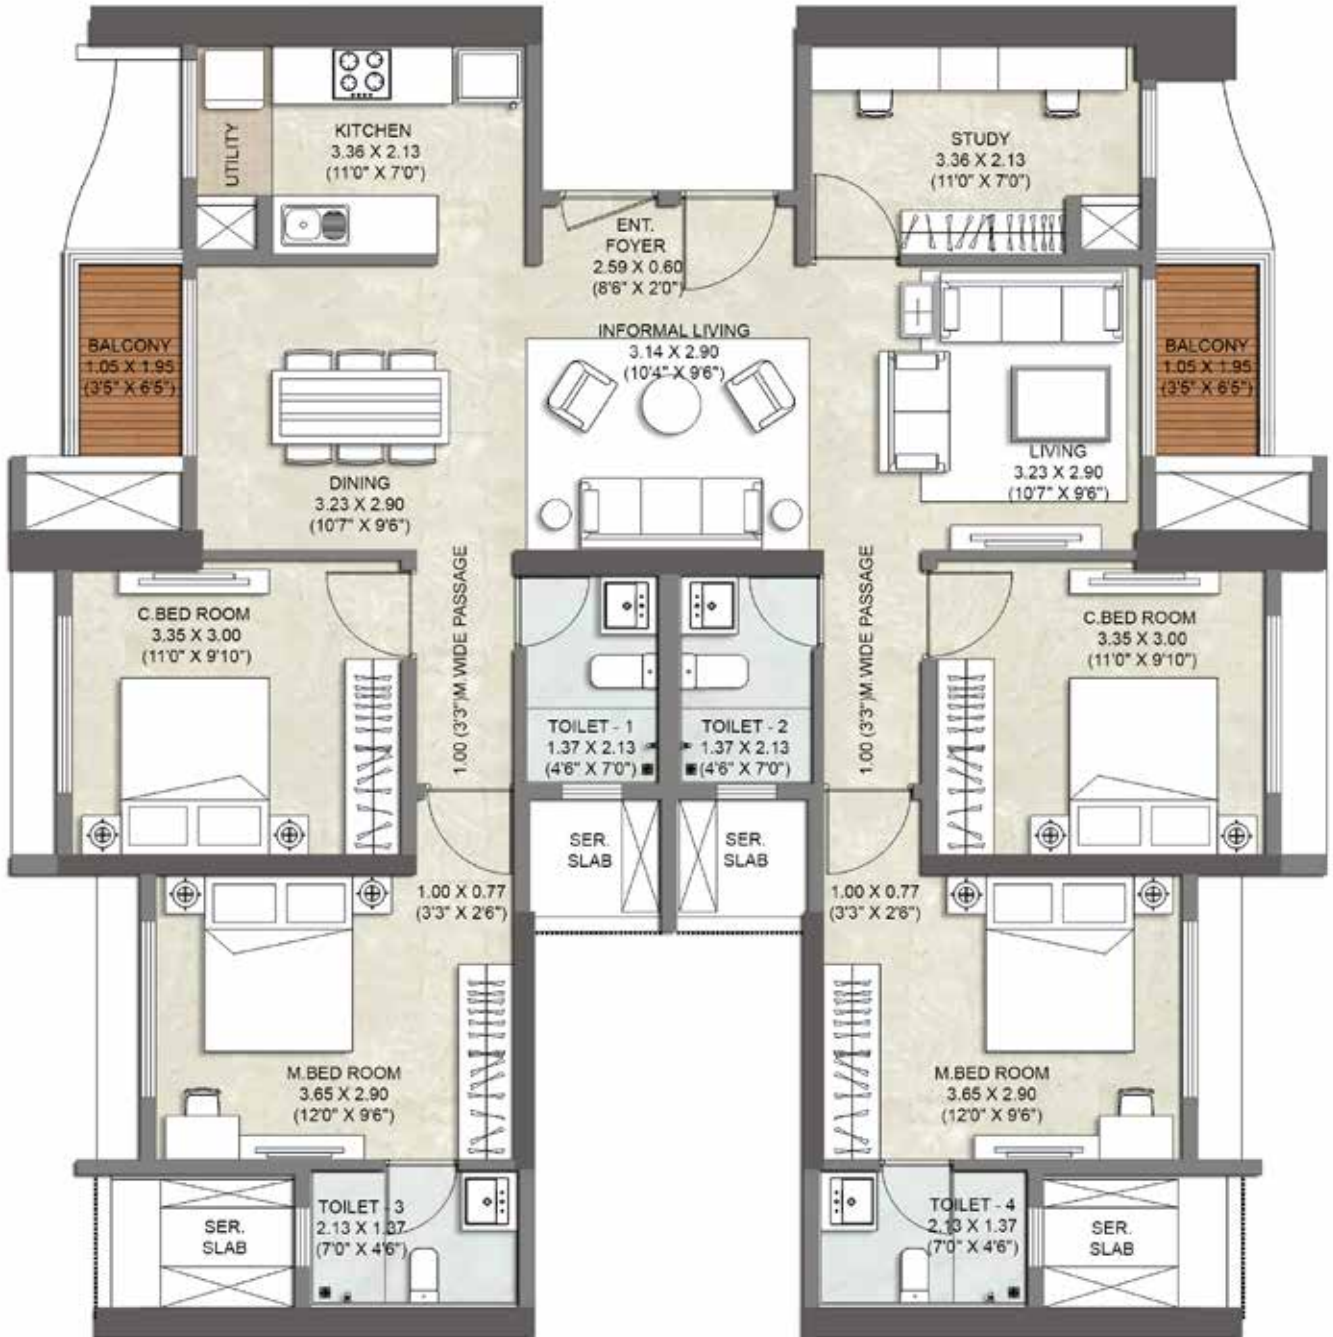 UTILITY
KITCHEN
3.36 X 2.13
(11'0" X 7'0")
STUDY
3.36 X 2.13
(11'0" X 7'0")
ENT.
FOYER
2.59 X 0.60
(8'6" X 2'0")
BALCONY
1.05 X 1.95
(3'5" X 6'5")
INFORMAL LIVING
3.14 X 2.90
(10'4" X 9'6")
BALCONY
1.05 X 1.95
(3'5" X 6'5")
DINING
3.23 X 2.90
(10'7" X 9'6")
LIVING
3.23 X 2.90
(10'7" X 9'6")
C.BED ROOM
3.35 X 3.00
(11'0" X 9'10")
1.00 (3'3")M.WIDE PASSAGE
1.00 (3'3")M.WIDE PASSAGE
C.BED ROOM
3.35 X 3.00
(11'0" X 9'10")
TOILET - 1
1.37 X 2.13
(4'6" X 7'0")
TOILET - 2
1.37 X 2.13
(4'6" X 7'0")
SER.
SLAB
SER.
SLAB
1.00 X 0.77
(3'3" X 2'6")
1.00 X 0.77
(3'3" X 2'6")
M.BED ROOM
3.65 X 2.90
(12'0" X 9'6")
M.BED ROOM
3.65 X 2.90
(12'0" X 9'6")
SER.
SLAB
TOILET - 3
2.13 X 1.37
(7'0" X 4'6")
TOILET - 4
2.13 X 1.37
(7'0" X 4'6")
SER.
SLAB